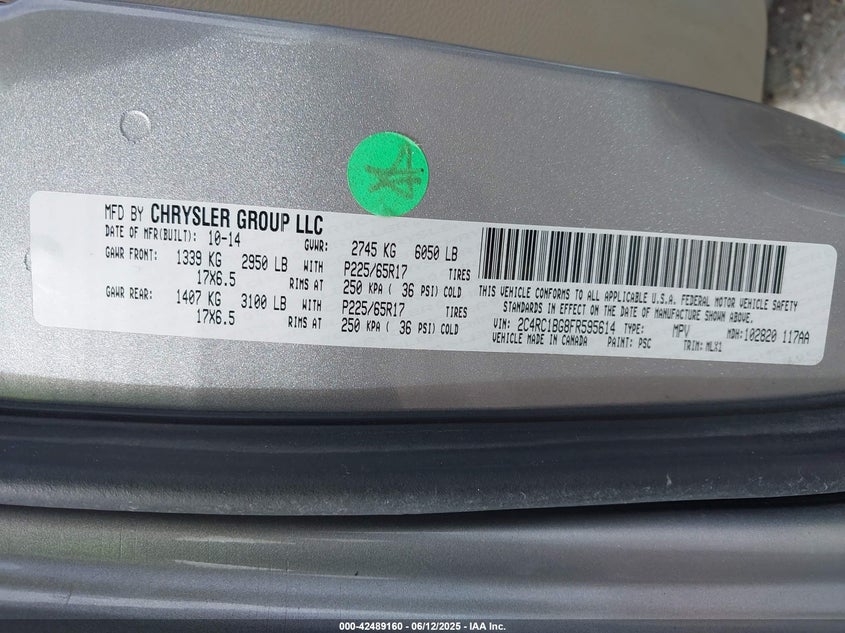 MFD BY CHRYSLER GROUP LLC
DATE OF MFR(BUILT): 10-14 GVWR: 2745 KG 6050 LB
GAWR FRONT: 1339 KG 2950 LB WITH P225/65R17 TIRES
17X6.5 RIMS AT 250 KPA ( 36 PSI) COLD
GAWR REAR: 1407 KG 3100 LB WITH P225/65R17 TIRES
17X6.5 RIMS AT 250 KPA ( 36 PSI) COLD
THIS VEHICLE CONFORMS TO ALL APPLICABLE U.S.A. FEDERAL MOTOR VEHICLE SAFETY
STANDARDS IN EFFECT ON THE DATE OF MANUFACTURE SHOWN ABOVE.
VIN: 2C4RC1BG8FR595614 TYPE: MPV MDH:102820 117AA
VEHICLE MADE IN CANADA PAINT: PSC TRIM: MLX1
000-42489160 - 06/12/2025 - IAA Inc.